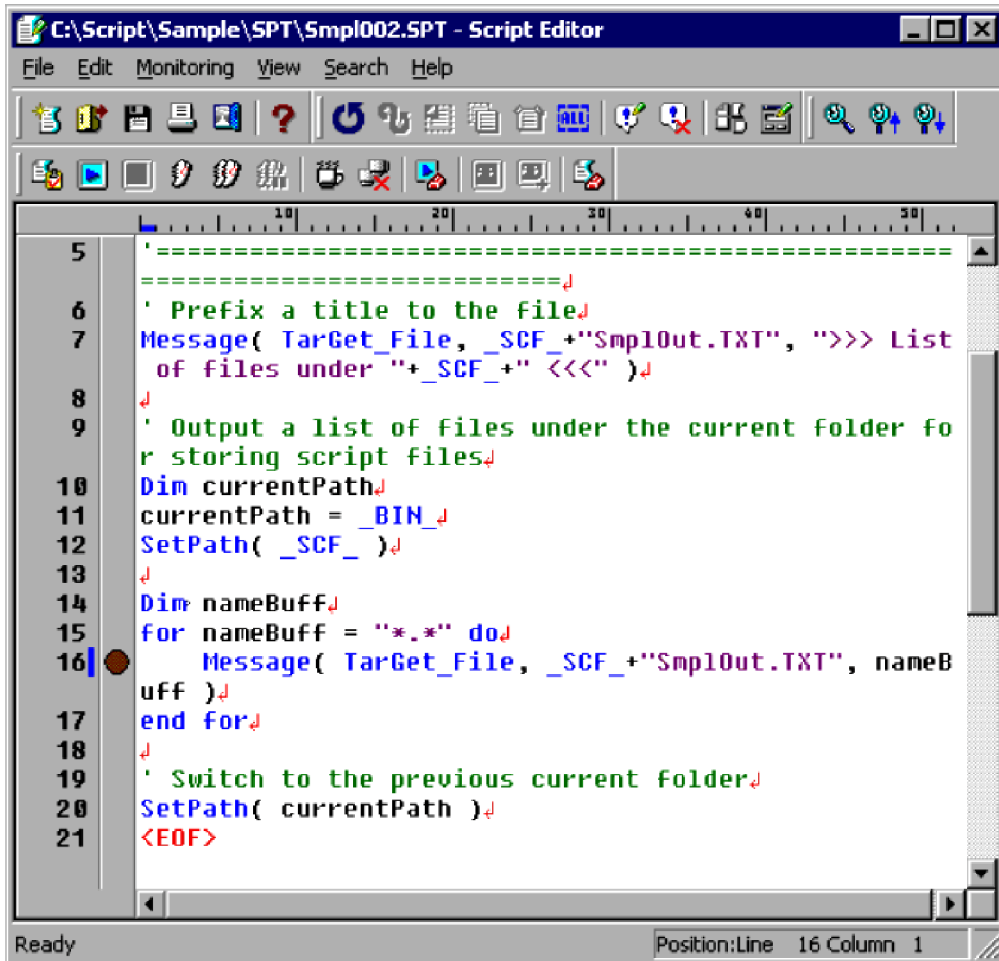 C:\Script\Sample\SPT\Smpl002.SPT - Script Editor
File Edit Monitoring View Search Help
ALL
10 20 30 40 50
5 '===================================================
===========================
6 ' Prefix a title to the file
7 Message( TarGet_File, _SCF_+"SmplOut.TXT", ">>> List
of files under "+_SCF_+" <<<" )
8
9 ' Output a list of files under the current folder fo
r storing script files
10 Dim currentPath
11 currentPath = _BIN_
12 SetPath( _SCF_ )
13
14 Dim nameBuff
15 for nameBuff = "*.*" do
16 Message( TarGet_File, _SCF_+"SmplOut.TXT", nameB
uff )
17 end for
18
19 ' Switch to the previous current folder
20 SetPath( currentPath )
21 <EOF>
Ready Position:Line 16 Column 1